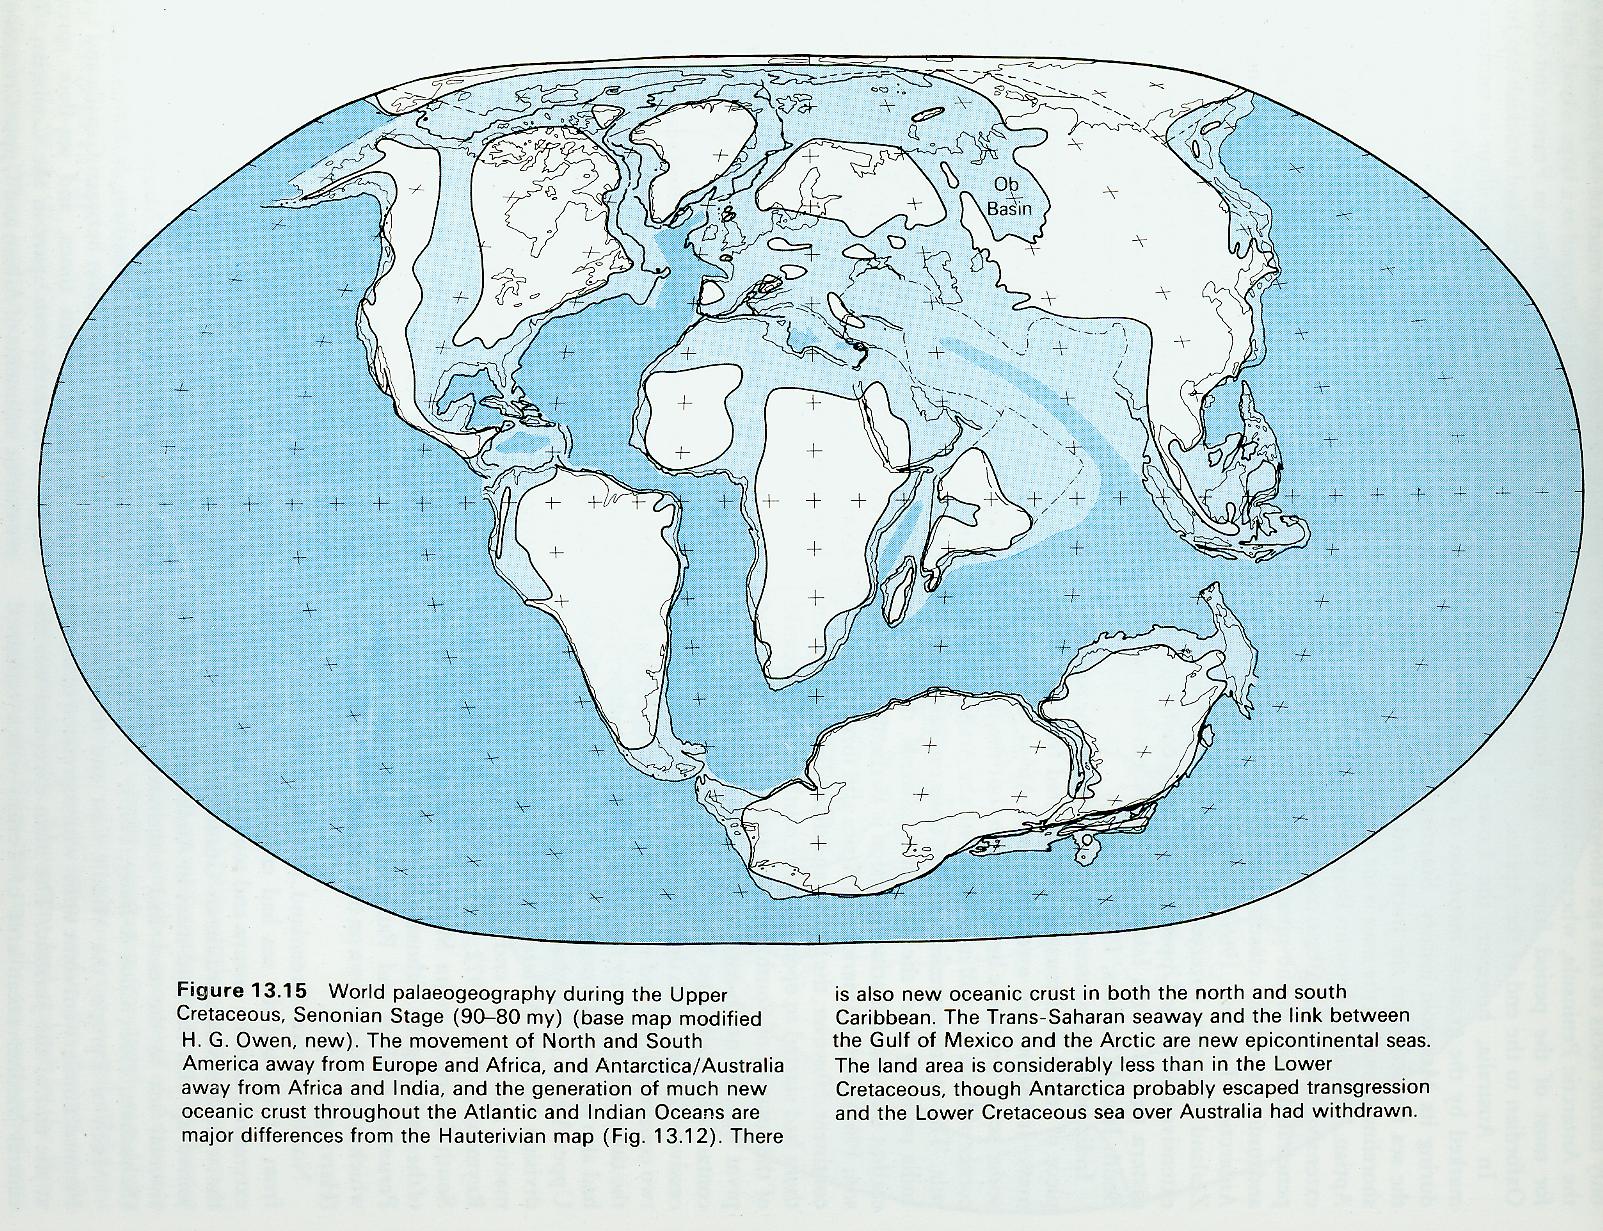 Ob
Basin
Figure 13.15 World palaeogeography during the Upper
Cretaceous, Senonian Stage (90–80 my) (base map modified
H. G. Owen, new). The movement of North and South
America away from Europe and Africa, and Antarctica/Australia
away from Africa and India, and the generation of much new
oceanic crust throughout the Atlantic and Indian Oceans are
major differences from the Hauterivian map (Fig. 13.12). There
is also new oceanic crust in both the north and south
Caribbean. The Trans-Saharan seaway and the link between
the Gulf of Mexico and the Arctic are new epicontinental seas.
The land area is considerably less than in the Lower
Cretaceous, though Antarctica probably escaped transgression
and the Lower Cretaceous sea over Australia had withdrawn.